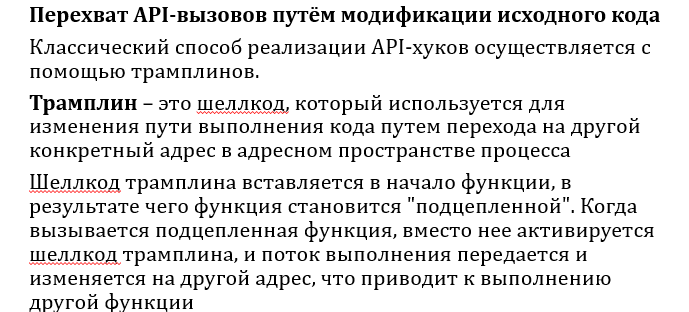 Перехват API-вызовов путём модификации исходного кода
Классический способ реализации API-хуков осуществляется с
помощью трамплинов.
Трамплин – это шеллкод, который используется для
изменения пути выполнения кода путем перехода на другой
конкретный адрес в адресном пространстве процесса
Шеллкод трамплина вставляется в начало функции, в
результате чего функция становится "подцепленной". Когда
вызывается подцепленная функция, вместо нее активируется
шеллкод трамплина, и поток выполнения передается и
изменяется на другой адрес, что приводит к выполнению
другой функции